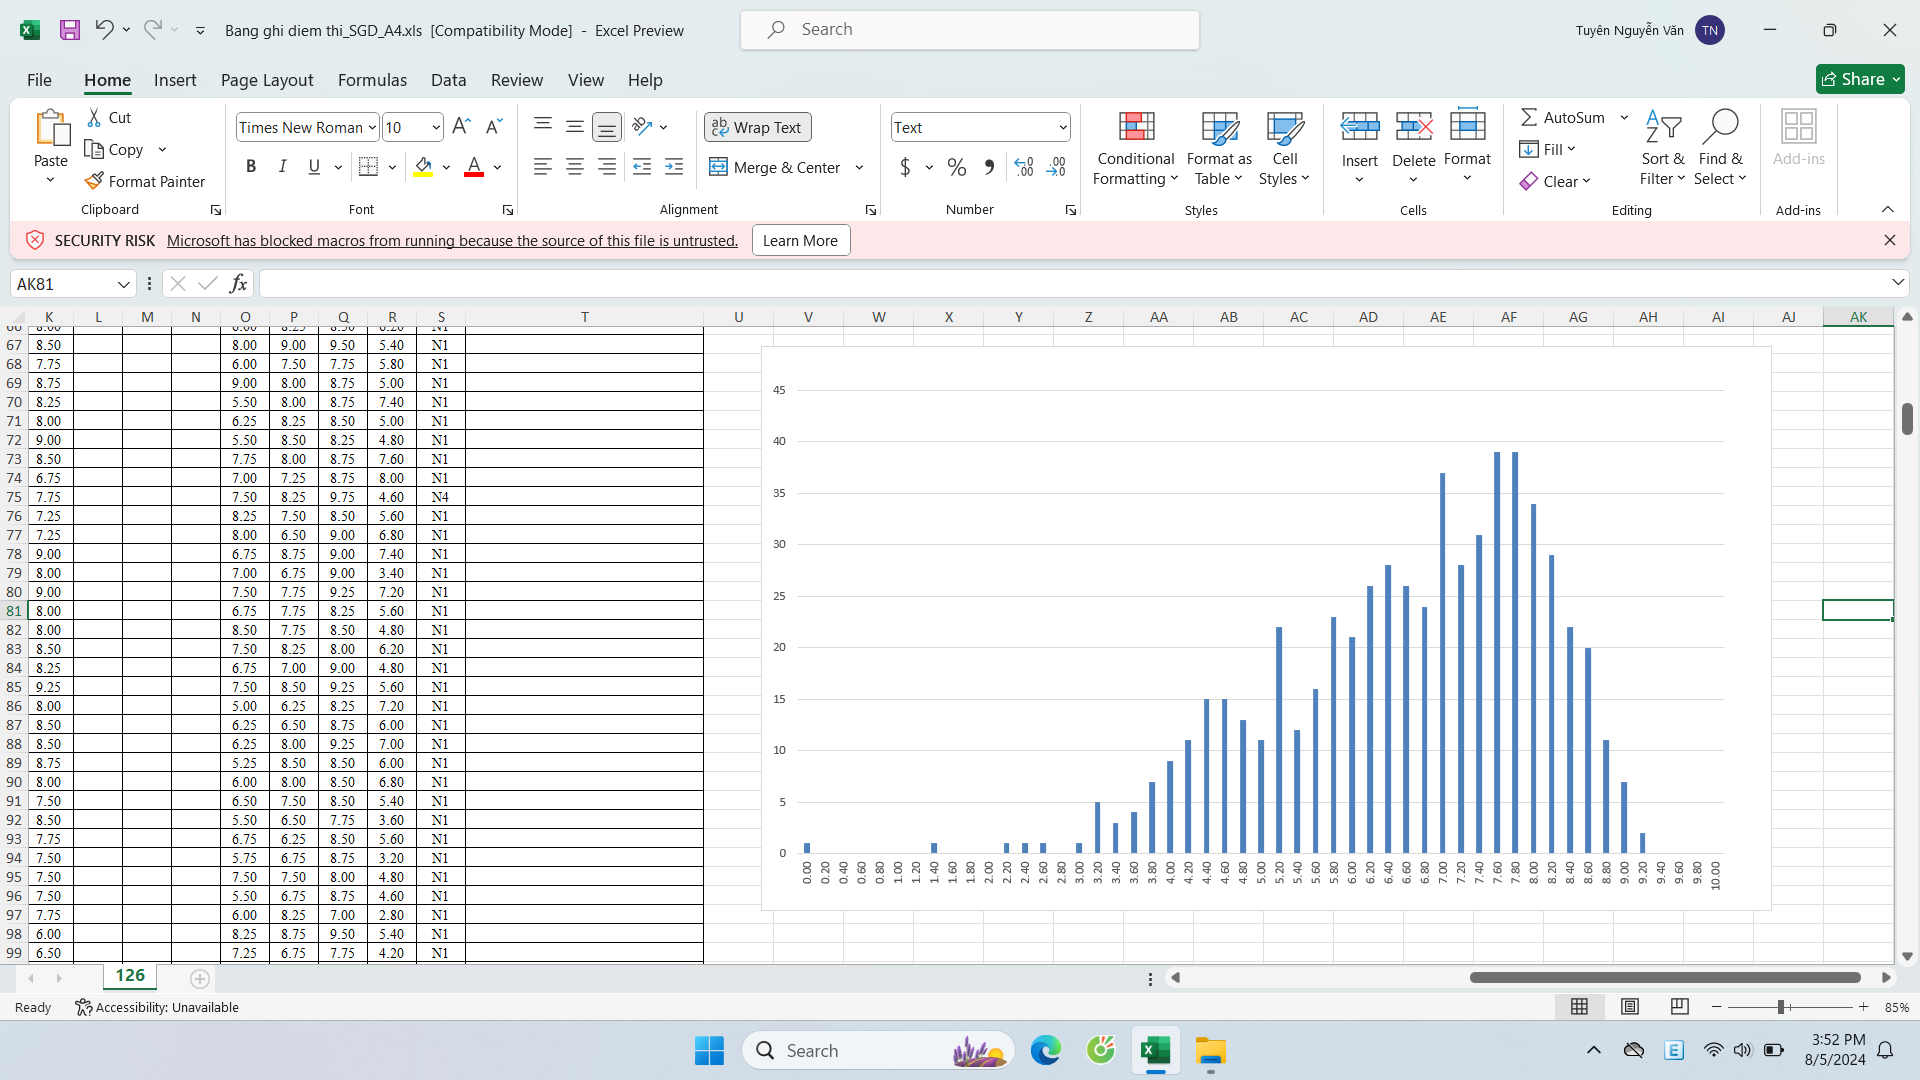 Bang ghi diem thi_SGD_A4.xls [Compatibility Mode] - Excel Preview
Search
Tuyên Nguyễn Văn TN
File Home Insert Page Layout Formulas Data Review View Help
Share
Paste
Cut
Copy
Format Painter
Clipboard
Times New Roman 10
B I U
Font
Wrap Text
Merge & Center
Alignment
Text
$ % ,
Number
Conditional Formatting
Format as Table
Cell Styles
Styles
Insert Delete Format
Cells
AutoSum
Fill
Clear
Sort & Filter
Find & Select
Editing
Add-ins
Add-ins
SECURITY RISK Microsoft has blocked macros from running because the source of this file is untrusted. Learn More
AK81 fx
K L M N O P Q R S T U V W X Y Z AA AB AC AD AE AF AG AH AI AJ AK
67 8.50 8.00 9.00 9.50 5.40 N1
68 7.75 6.00 7.50 7.75 5.80 N1
69 8.75 9.00 8.00 8.75 5.00 N1
70 8.25 5.50 8.00 8.75 7.40 N1
71 8.00 6.25 8.25 8.50 5.00 N1
72 9.00 5.50 8.50 8.25 4.80 N1
73 8.50 7.75 8.00 8.75 7.60 N1
74 6.75 7.00 7.25 8.75 8.00 N1
75 7.75 7.50 8.25 9.75 4.60 N4
76 7.25 8.25 7.50 8.50 5.60 N1
77 7.25 8.00 6.50 9.00 6.80 N1
78 9.00 6.75 8.75 9.00 7.40 N1
79 8.00 7.00 6.75 9.00 3.40 N1
80 9.00 7.50 7.75 9.25 7.20 N1
81 8.00 6.75 7.75 8.25 5.60 N1
82 8.00 8.50 7.75 8.50 4.80 N1
83 8.50 7.50 8.25 8.00 6.20 N1
84 8.25 6.75 7.00 9.00 4.80 N1
85 9.25 7.50 8.50 9.25 5.60 N1
86 8.00 5.00 6.25 8.25 7.20 N1
87 8.50 6.25 6.50 8.75 6.00 N1
88 8.50 6.25 8.00 9.25 7.00 N1
89 8.75 5.25 8.50 8.50 6.00 N1
90 8.00 6.00 8.00 8.50 6.80 N1
91 7.50 6.50 7.50 8.50 5.40 N1
92 8.50 5.50 6.50 7.75 3.60 N1
93 7.75 6.75 6.25 8.50 5.60 N1
94 7.50 5.75 6.75 8.75 3.20 N1
95 7.50 7.50 7.50 8.00 4.80 N1
96 7.50 5.50 6.75 8.75 4.60 N1
97 7.75 6.00 8.25 7.00 2.80 N1
98 6.00 8.25 8.75 9.50 5.40 N1
99 6.50 7.25 6.75 7.75 4.20 N1
45
40
35
30
25
20
15
10
5
0
0.00 0.20 0.40 0.60 0.80 1.00 1.20 1.40 1.60 1.80 2.00 2.20 2.40 2.60 2.80 3.00 3.20 3.40 3.60 3.80 4.00 4.20 4.40 4.60 4.80 5.00 5.20 5.40 5.60 5.80 6.00 6.20 6.40 6.60 6.80 7.00 7.20 7.40 7.60 7.80 8.00 8.20 8.40 8.60 8.80 9.00 9.20 9.40 9.60 9.80 10.00
126
Ready Accessibility: Unavailable 85%
Search
3:52 PM
8/5/2024